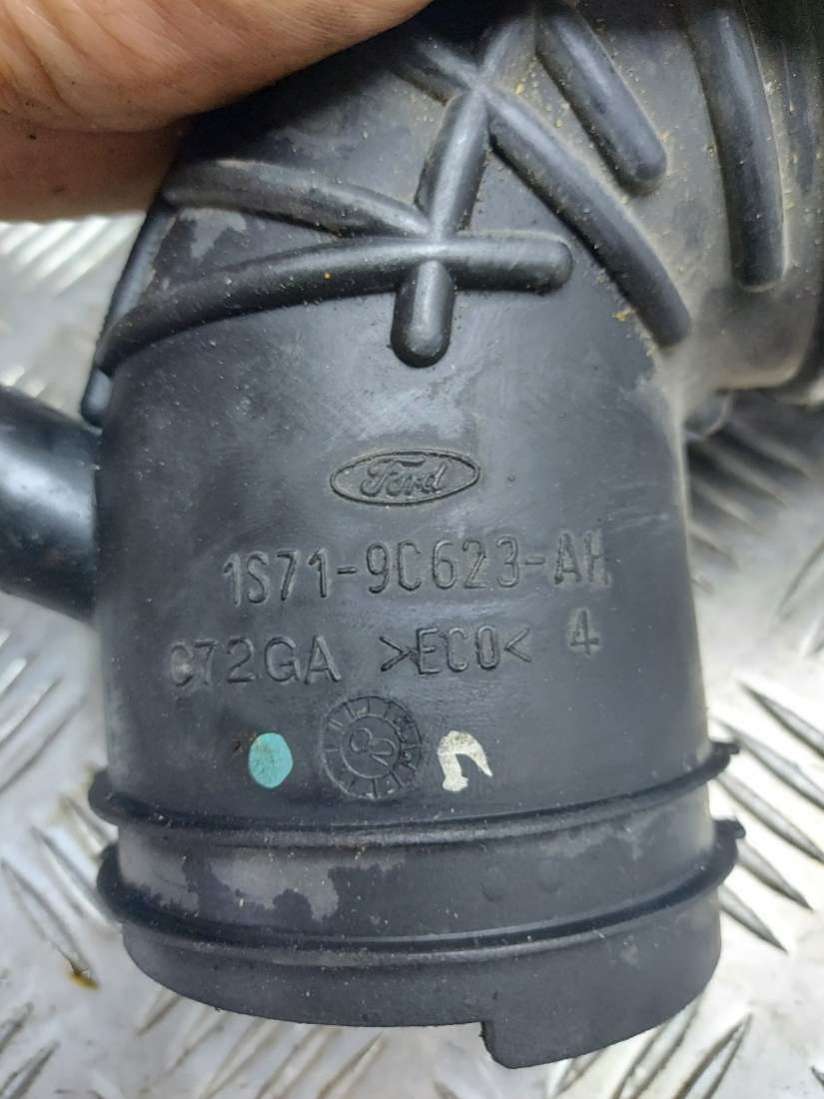 Ford
1S71-9C623-AH
C72GA >ECO< 4